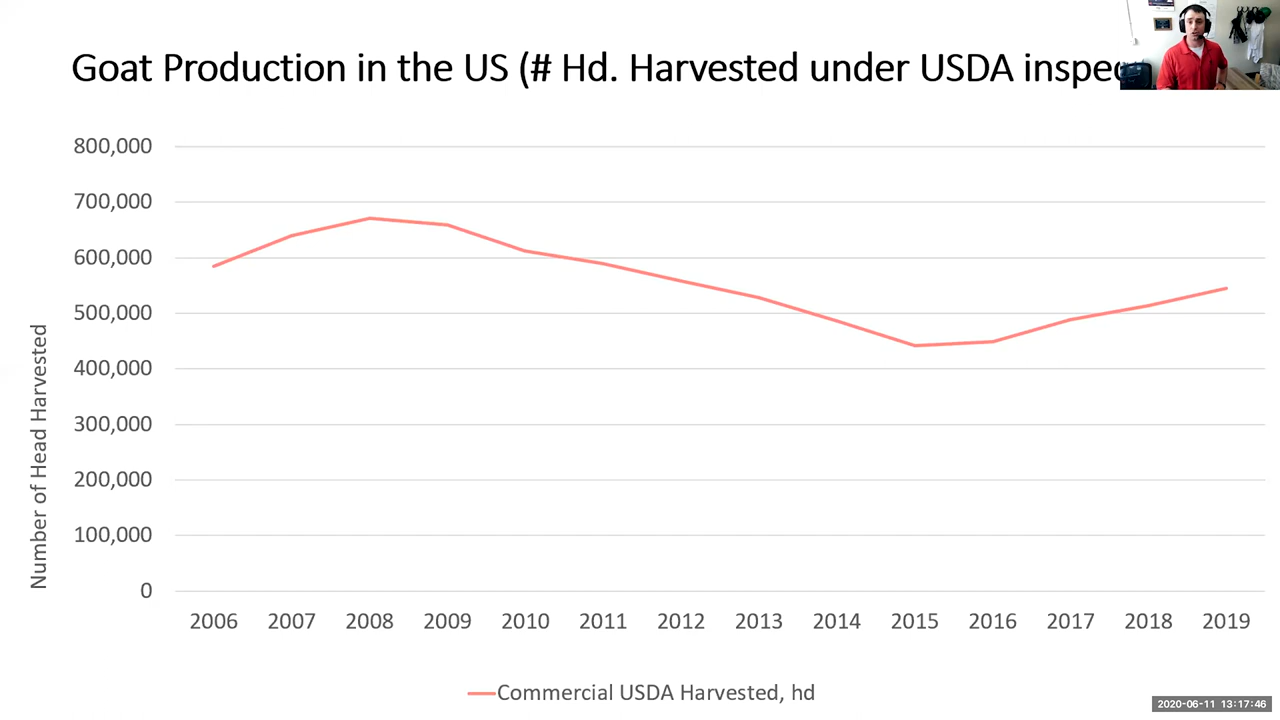 Goat Production in the US (# Hd. Harvested under USDA
800,000
700,000
600,000
500,000
400,000
300,000
200,000
100,000
0
Number of Head Harvested
2006 2007 2008 2009 2010 2011 2012 2013 2014 2015 2016 2017 2018 2019
Commercial USDA Harvested, hd
2020-06-11 13:17:46